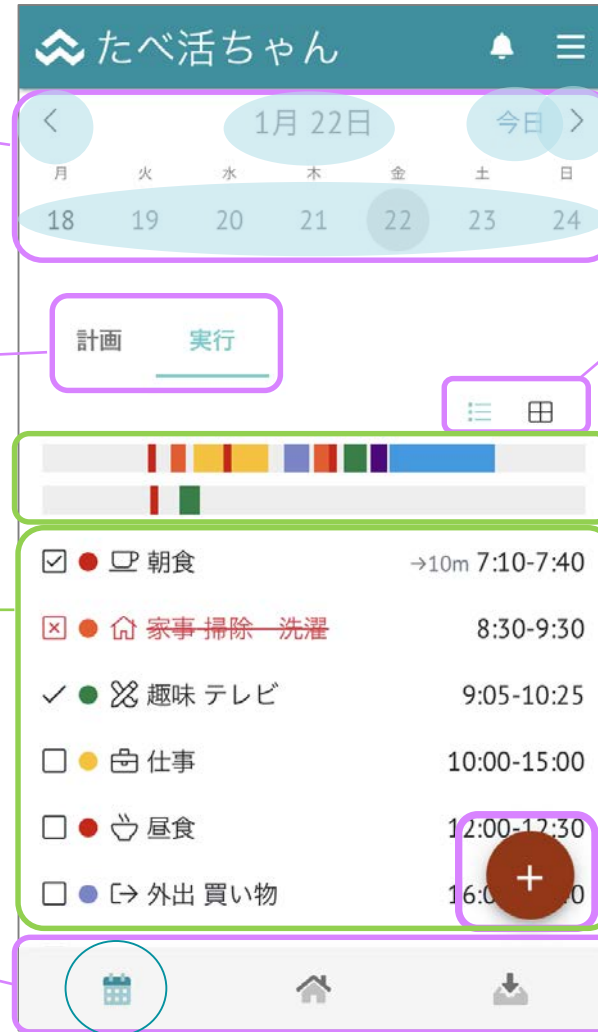 たべ活ちゃん
1月 22日 今日
月 火 水 木 金 土 日
18 19 20 21 22 23 24
計画 実行
朝食 →10m 7:10-7:40
家事 掃除 洗濯 8:30-9:30
趣味 テレビ 9:05-10:25
仕事 10:00-15:00
昼食 12:00-12:30
外出 買い物